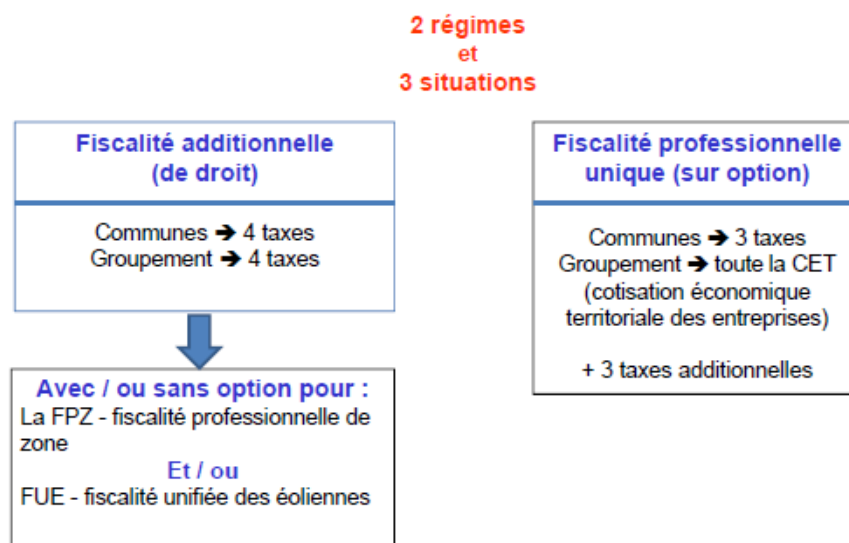 2 régimes
et
3 situations
Fiscalité additionnelle
(de droit)
Communes ➔ 4 taxes
Groupement ➔ 4 taxes
Avec / ou sans option pour :
La FPZ - fiscalité professionnelle de
zone
Et / ou
FUE - fiscalité unifiée des éoliennes
Fiscalité professionnelle
unique (sur option)
Communes ➔ 3 taxes
Groupement ➔ toute la CET
(cotisation économique
territoriale des entreprises)
+ 3 taxes additionnelles